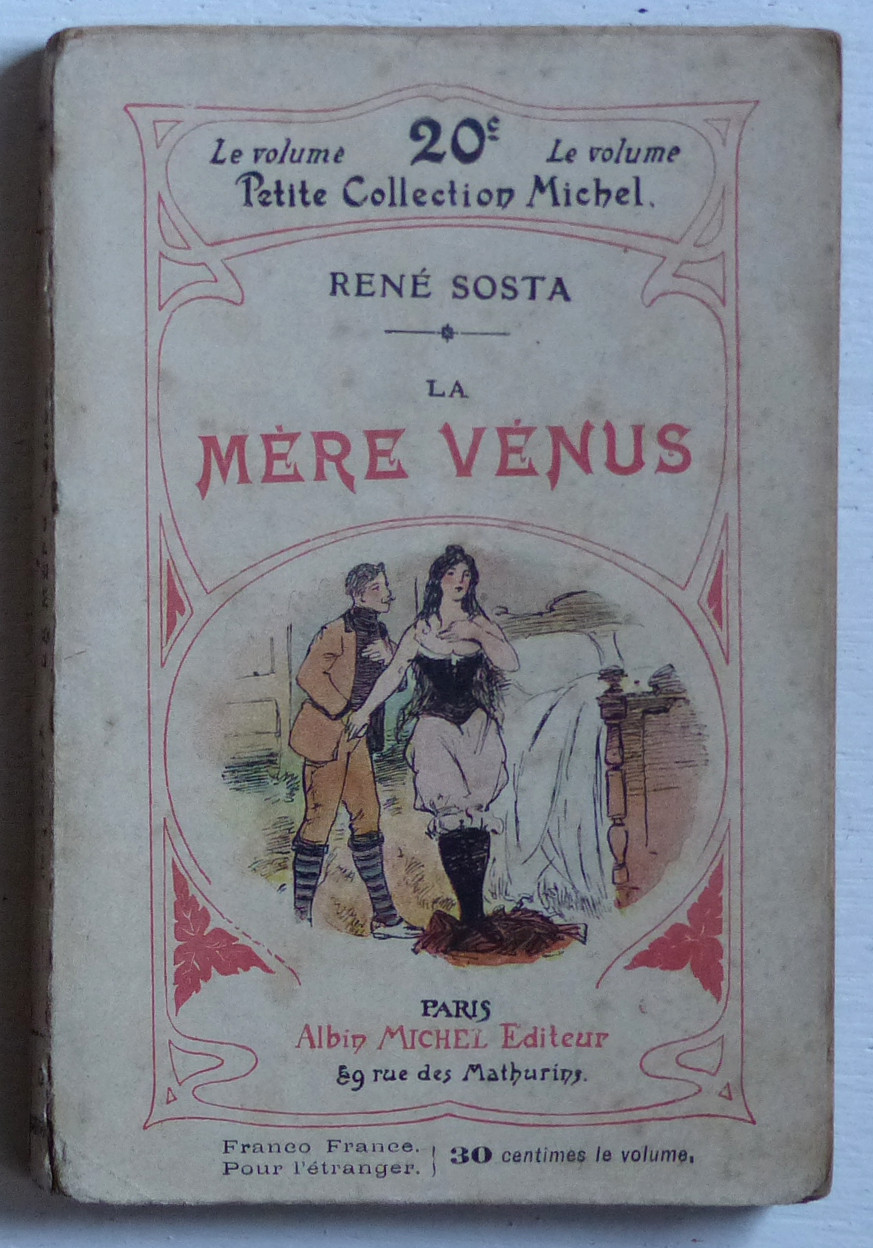 Le volume 20c Le volume
Petite Collection Michel.
RENÉ SOSTA
LA
MÈRE VÉNUS
PARIS
Albin MICHEL Editeur
59 rue des Mathurins.
Franco France.
Pour l'étranger.
30 centimes le volume.